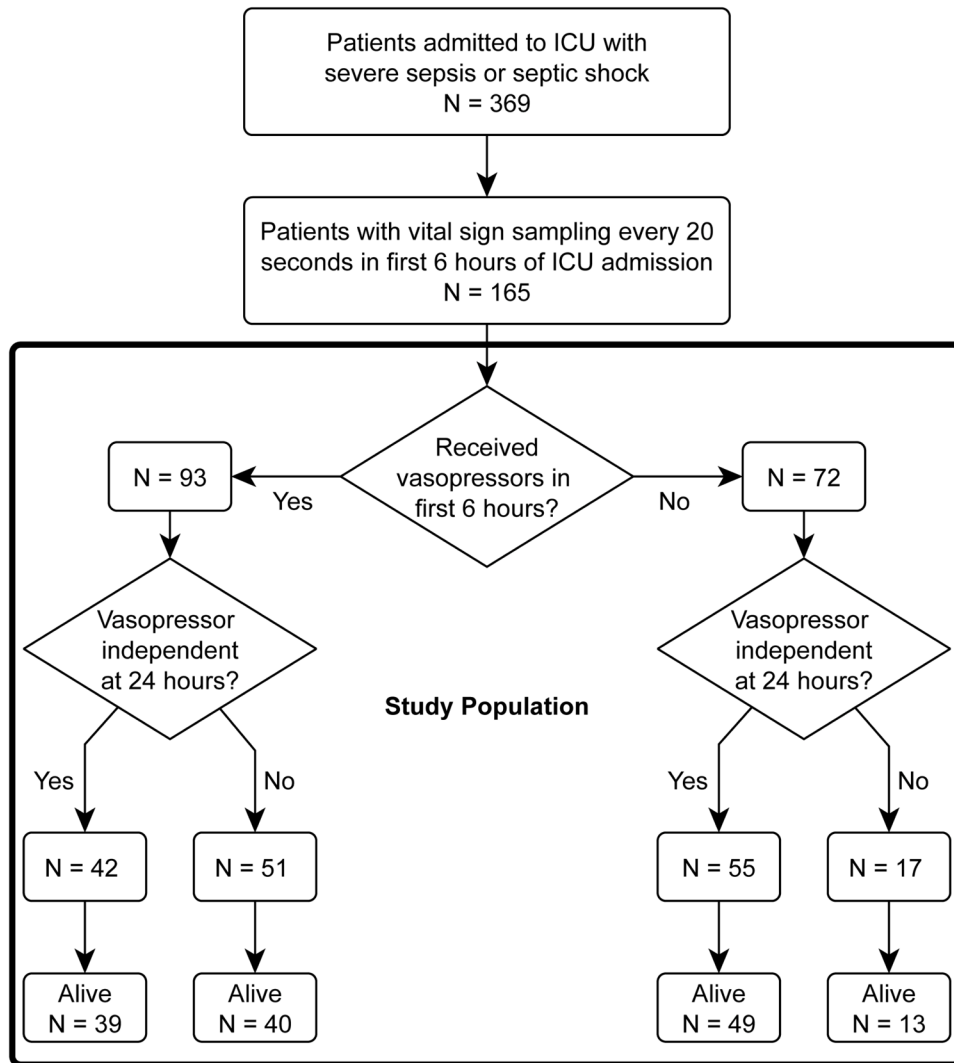 Patients admitted to ICU with
severe sepsis or septic shock
N = 369
Patients with vital sign sampling every 20
seconds in first 6 hours of ICU admission
N = 165
Received
vasopressors in
first 6 hours?
Yes
No
N = 93
N = 72
Vasopressor
independent
at 24 hours?
Vasopressor
independent
at 24 hours?
Study Population
Yes
No
Yes
No
N = 42
N = 51
N = 55
N = 17
Alive
N = 39
Alive
N = 40
Alive
N = 49
Alive
N = 13